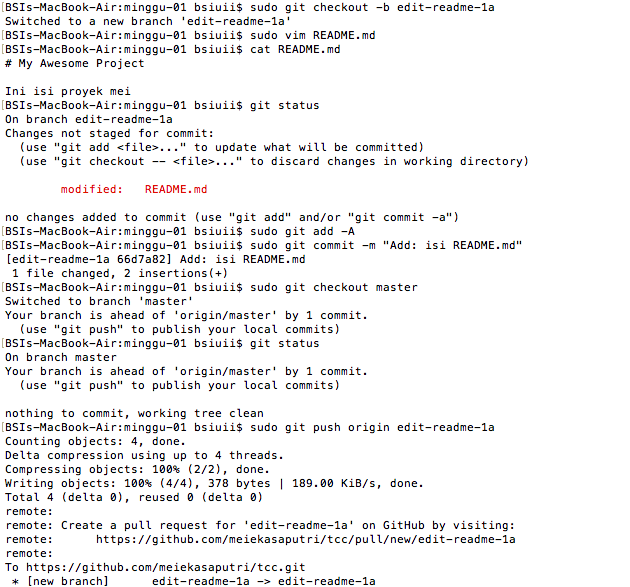 [BSIs-MacBook-Air:minggu-01 bsiuii$ sudo git checkout -b edit-readme-1a
Switched to a new branch 'edit-readme-1a'
[BSIs-MacBook-Air:minggu-01 bsiuii$ sudo vim README.md
[BSIs-MacBook-Air:minggu-01 bsiuii$ cat README.md
# My Awesome Project

Ini isi proyek mei
[BSIs-MacBook-Air:minggu-01 bsiuii$ git status
On branch edit-readme-1a
Changes not staged for commit:
  (use "git add <file>..." to update what will be committed)
  (use "git checkout -- <file>..." to discard changes in working directory)

        modified:   README.md

no changes added to commit (use "git add" and/or "git commit -a")
[BSIs-MacBook-Air:minggu-01 bsiuii$ sudo git add -A
[BSIs-MacBook-Air:minggu-01 bsiuii$ sudo git commit -m "Add: isi README.md"
[edit-readme-1a 66d7a82] Add: isi README.md
 1 file changed, 2 insertions(+)
[BSIs-MacBook-Air:minggu-01 bsiuii$ sudo git checkout master
Switched to branch 'master'
Your branch is ahead of 'origin/master' by 1 commit.
  (use "git push" to publish your local commits)
[BSIs-MacBook-Air:minggu-01 bsiuii$ git status
On branch master
Your branch is ahead of 'origin/master' by 1 commit.
  (use "git push" to publish your local commits)

nothing to commit, working tree clean
[BSIs-MacBook-Air:minggu-01 bsiuii$ sudo git push origin edit-readme-1a
Counting objects: 4, done.
Delta compression using up to 4 threads.
Compressing objects: 100% (2/2), done.
Writing objects: 100% (4/4), 378 bytes | 189.00 KiB/s, done.
Total 4 (delta 0), reused 0 (delta 0)
remote:
remote: Create a pull request for 'edit-readme-1a' on GitHub by visiting:
remote:      https://github.com/meiekasaputri/tcc/pull/new/edit-readme-1a
remote:
To https://github.com/meiekasaputri/tcc.git
 * [new branch]      edit-readme-1a -> edit-readme-1a